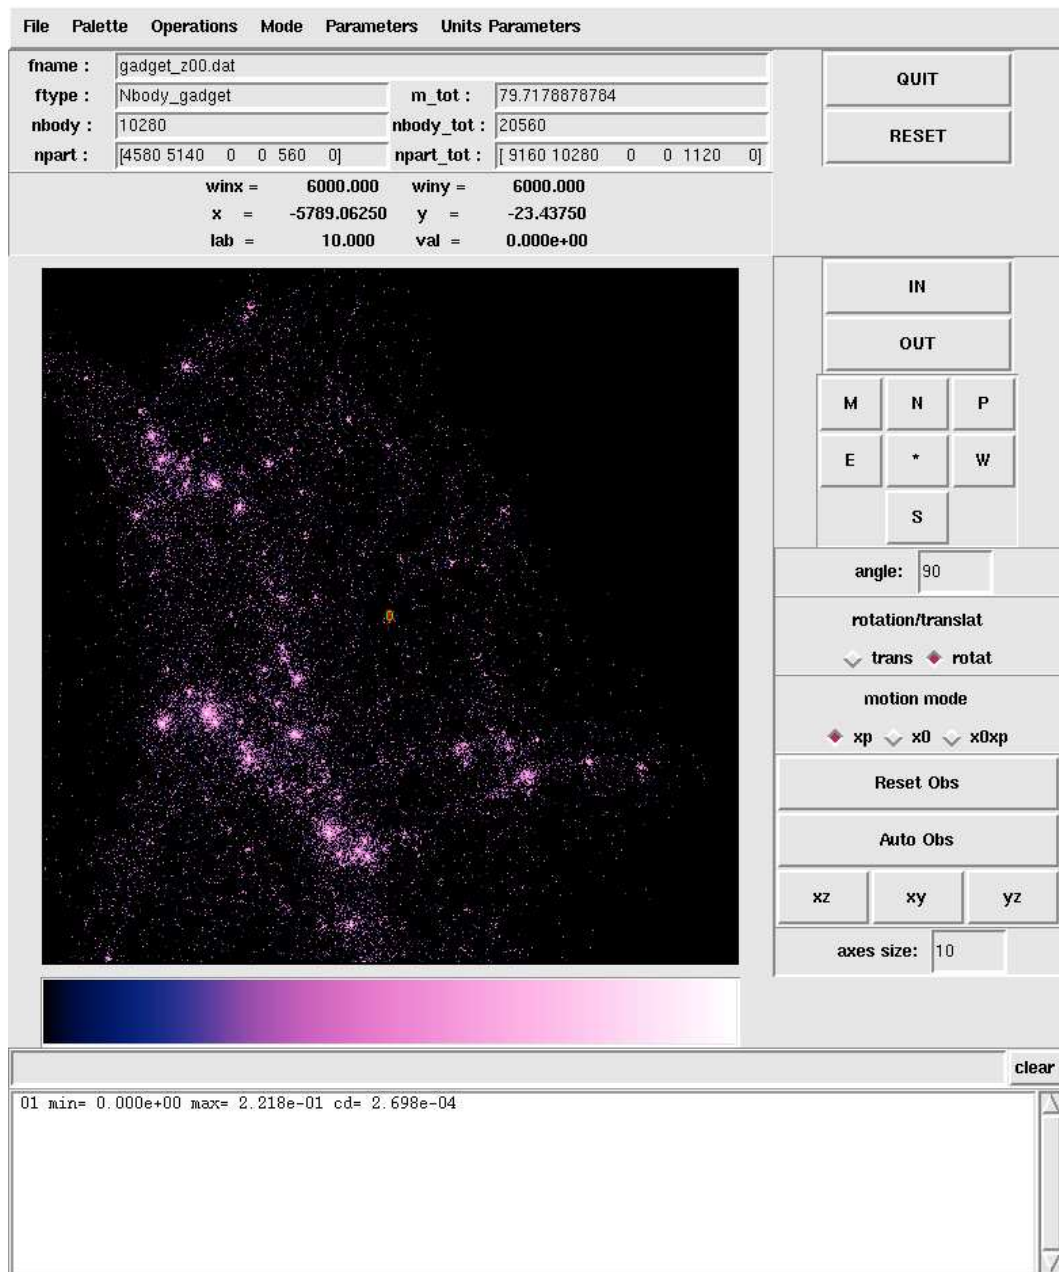 File Palette Operations Mode Parameters Units Parameters
fname : gadget_z00.dat
ftype : Nbody_gadget m_tot : 79.7178878784
nbody : 10280 nbody_tot : 20560
npart : [4580 5140 0 0 560 0] npart_tot : [ 9160 10280 0 0 1120 0]
QUIT
RESET
winx = 6000.000 winy = 6000.000
x = -5789.06250 y = -23.43750
lab = 10.000 val = 0.000e+00
IN
OUT
M N P
E * W
S
angle: 90
rotation/translat
trans rotat
motion mode
xp x0 x0xp
Reset Obs
Auto Obs
xz xy yz
axes size: 10
clear
01 min= 0.000e+00 max= 2.218e-01 cd= 2.698e-04